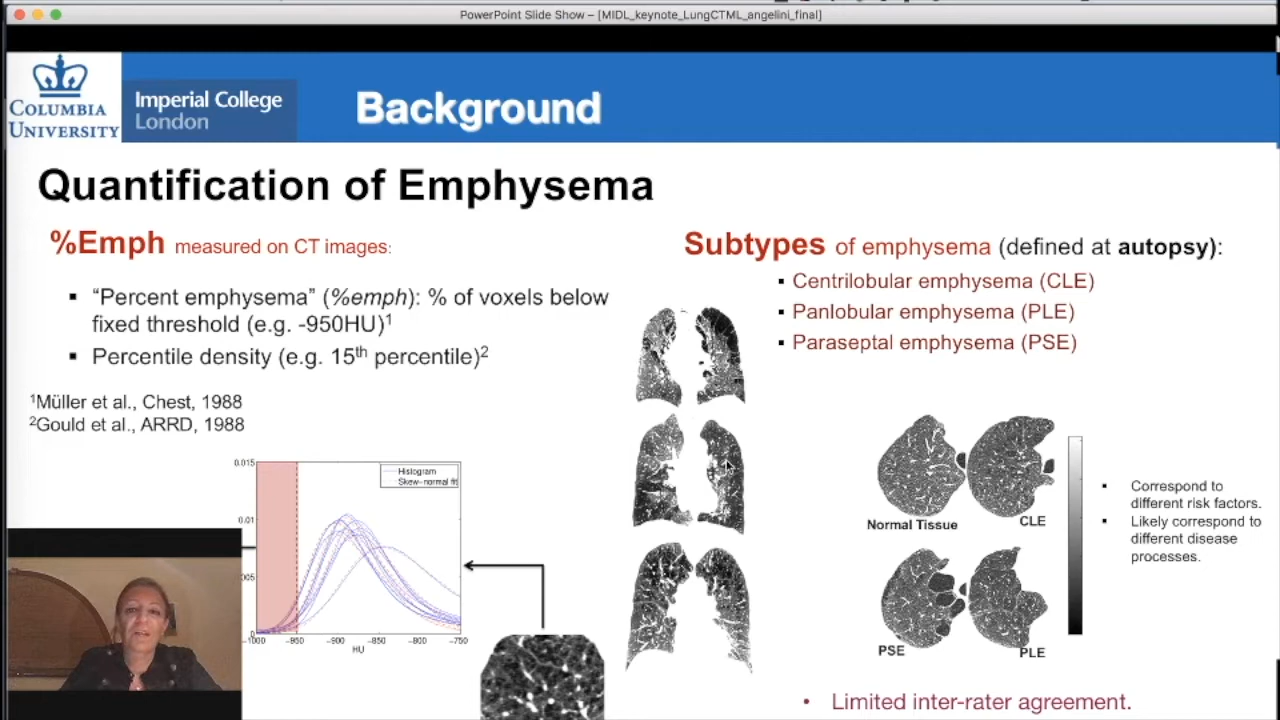 PowerPoint Slide Show – [MIDL_keynote_LungCTML_angelini_final]
COLUMBIA
UNIVERSITY
Imperial College
London
Background
Quantification of Emphysema
%Emph measured on CT images:
▪ “Percent emphysema” (%emph): % of voxels below
fixed threshold (e.g. -950HU)1
▪ Percentile density (e.g. 15th percentile)2
1Müller et al., Chest, 1988
2Gould et al., ARRD, 1988
0.015
0.01
005
Histogram
Skew-normal fit
-1000 -950 -900 -850 -800 -750
HU
Subtypes of emphysema (defined at autopsy):
▪ Centrilobular emphysema (CLE)
▪ Panlobular emphysema (PLE)
▪ Paraseptal emphysema (PSE)
Normal Tissue
CLE
PSE
PLE
▪ Correspond to
different risk factors.
▪ Likely correspond to
different disease
processes.
• Limited inter-rater agreement.